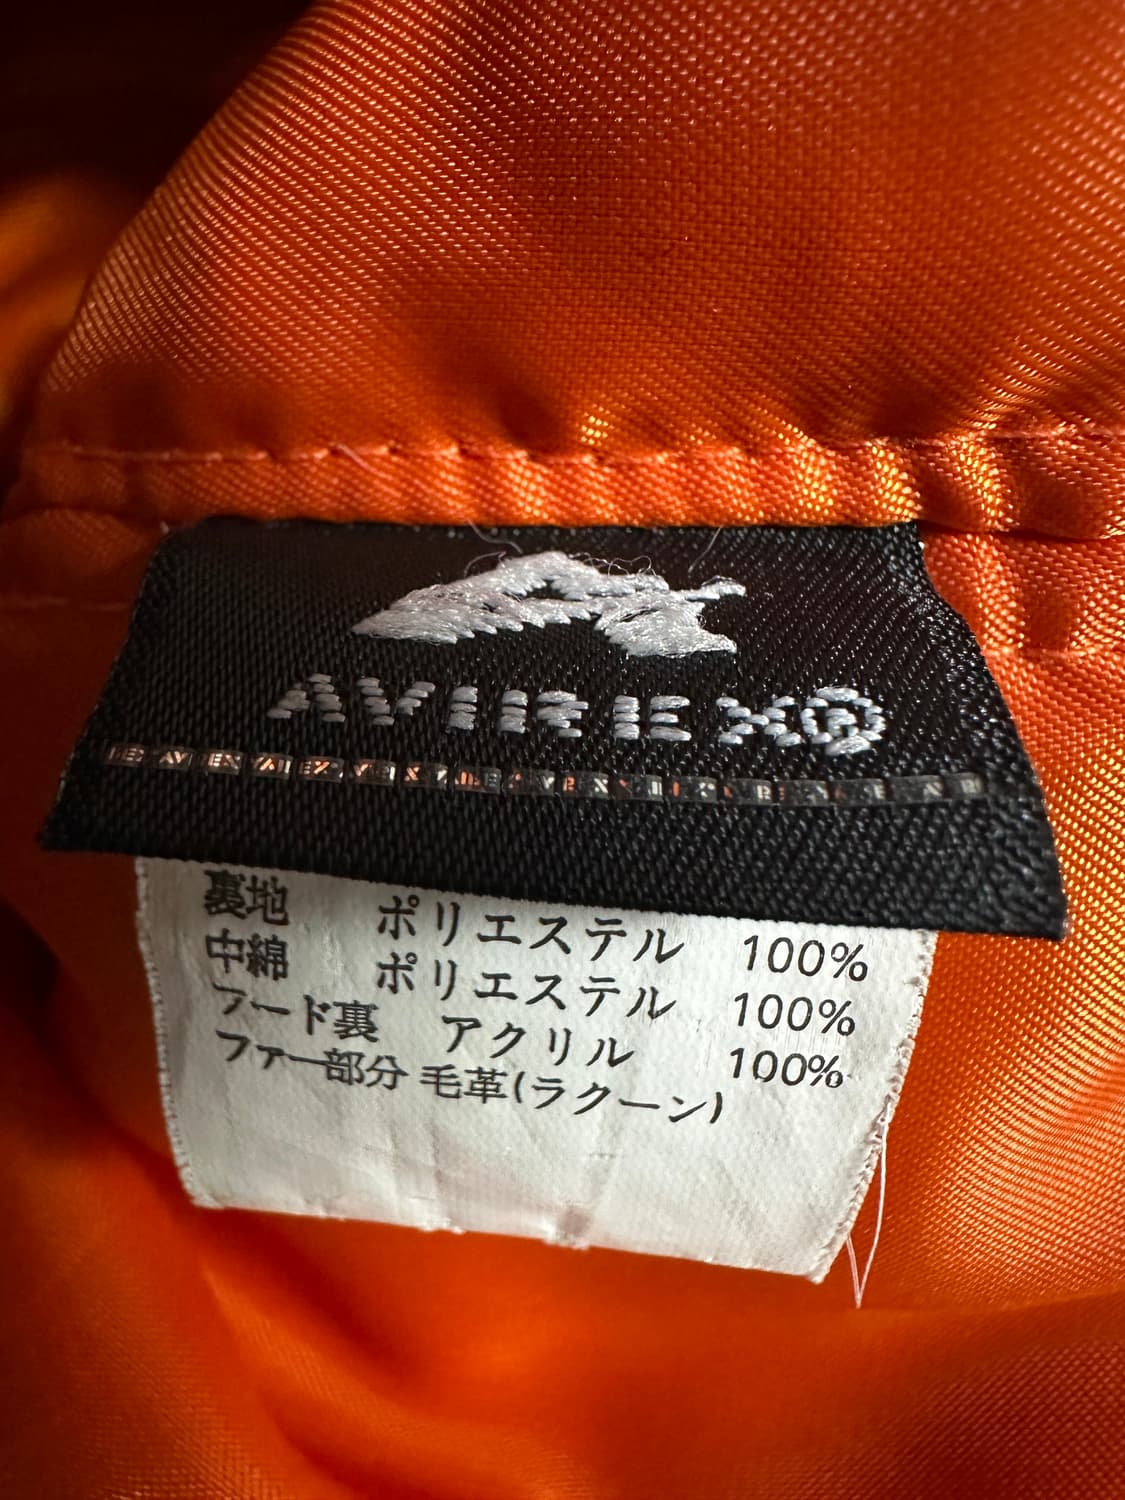 AVIREX®
裏地 ポリエステル 100%
中綿 ポリエステル 100%
フード裏 アクリル 100%
ファー部分 毛革(ラクーン)